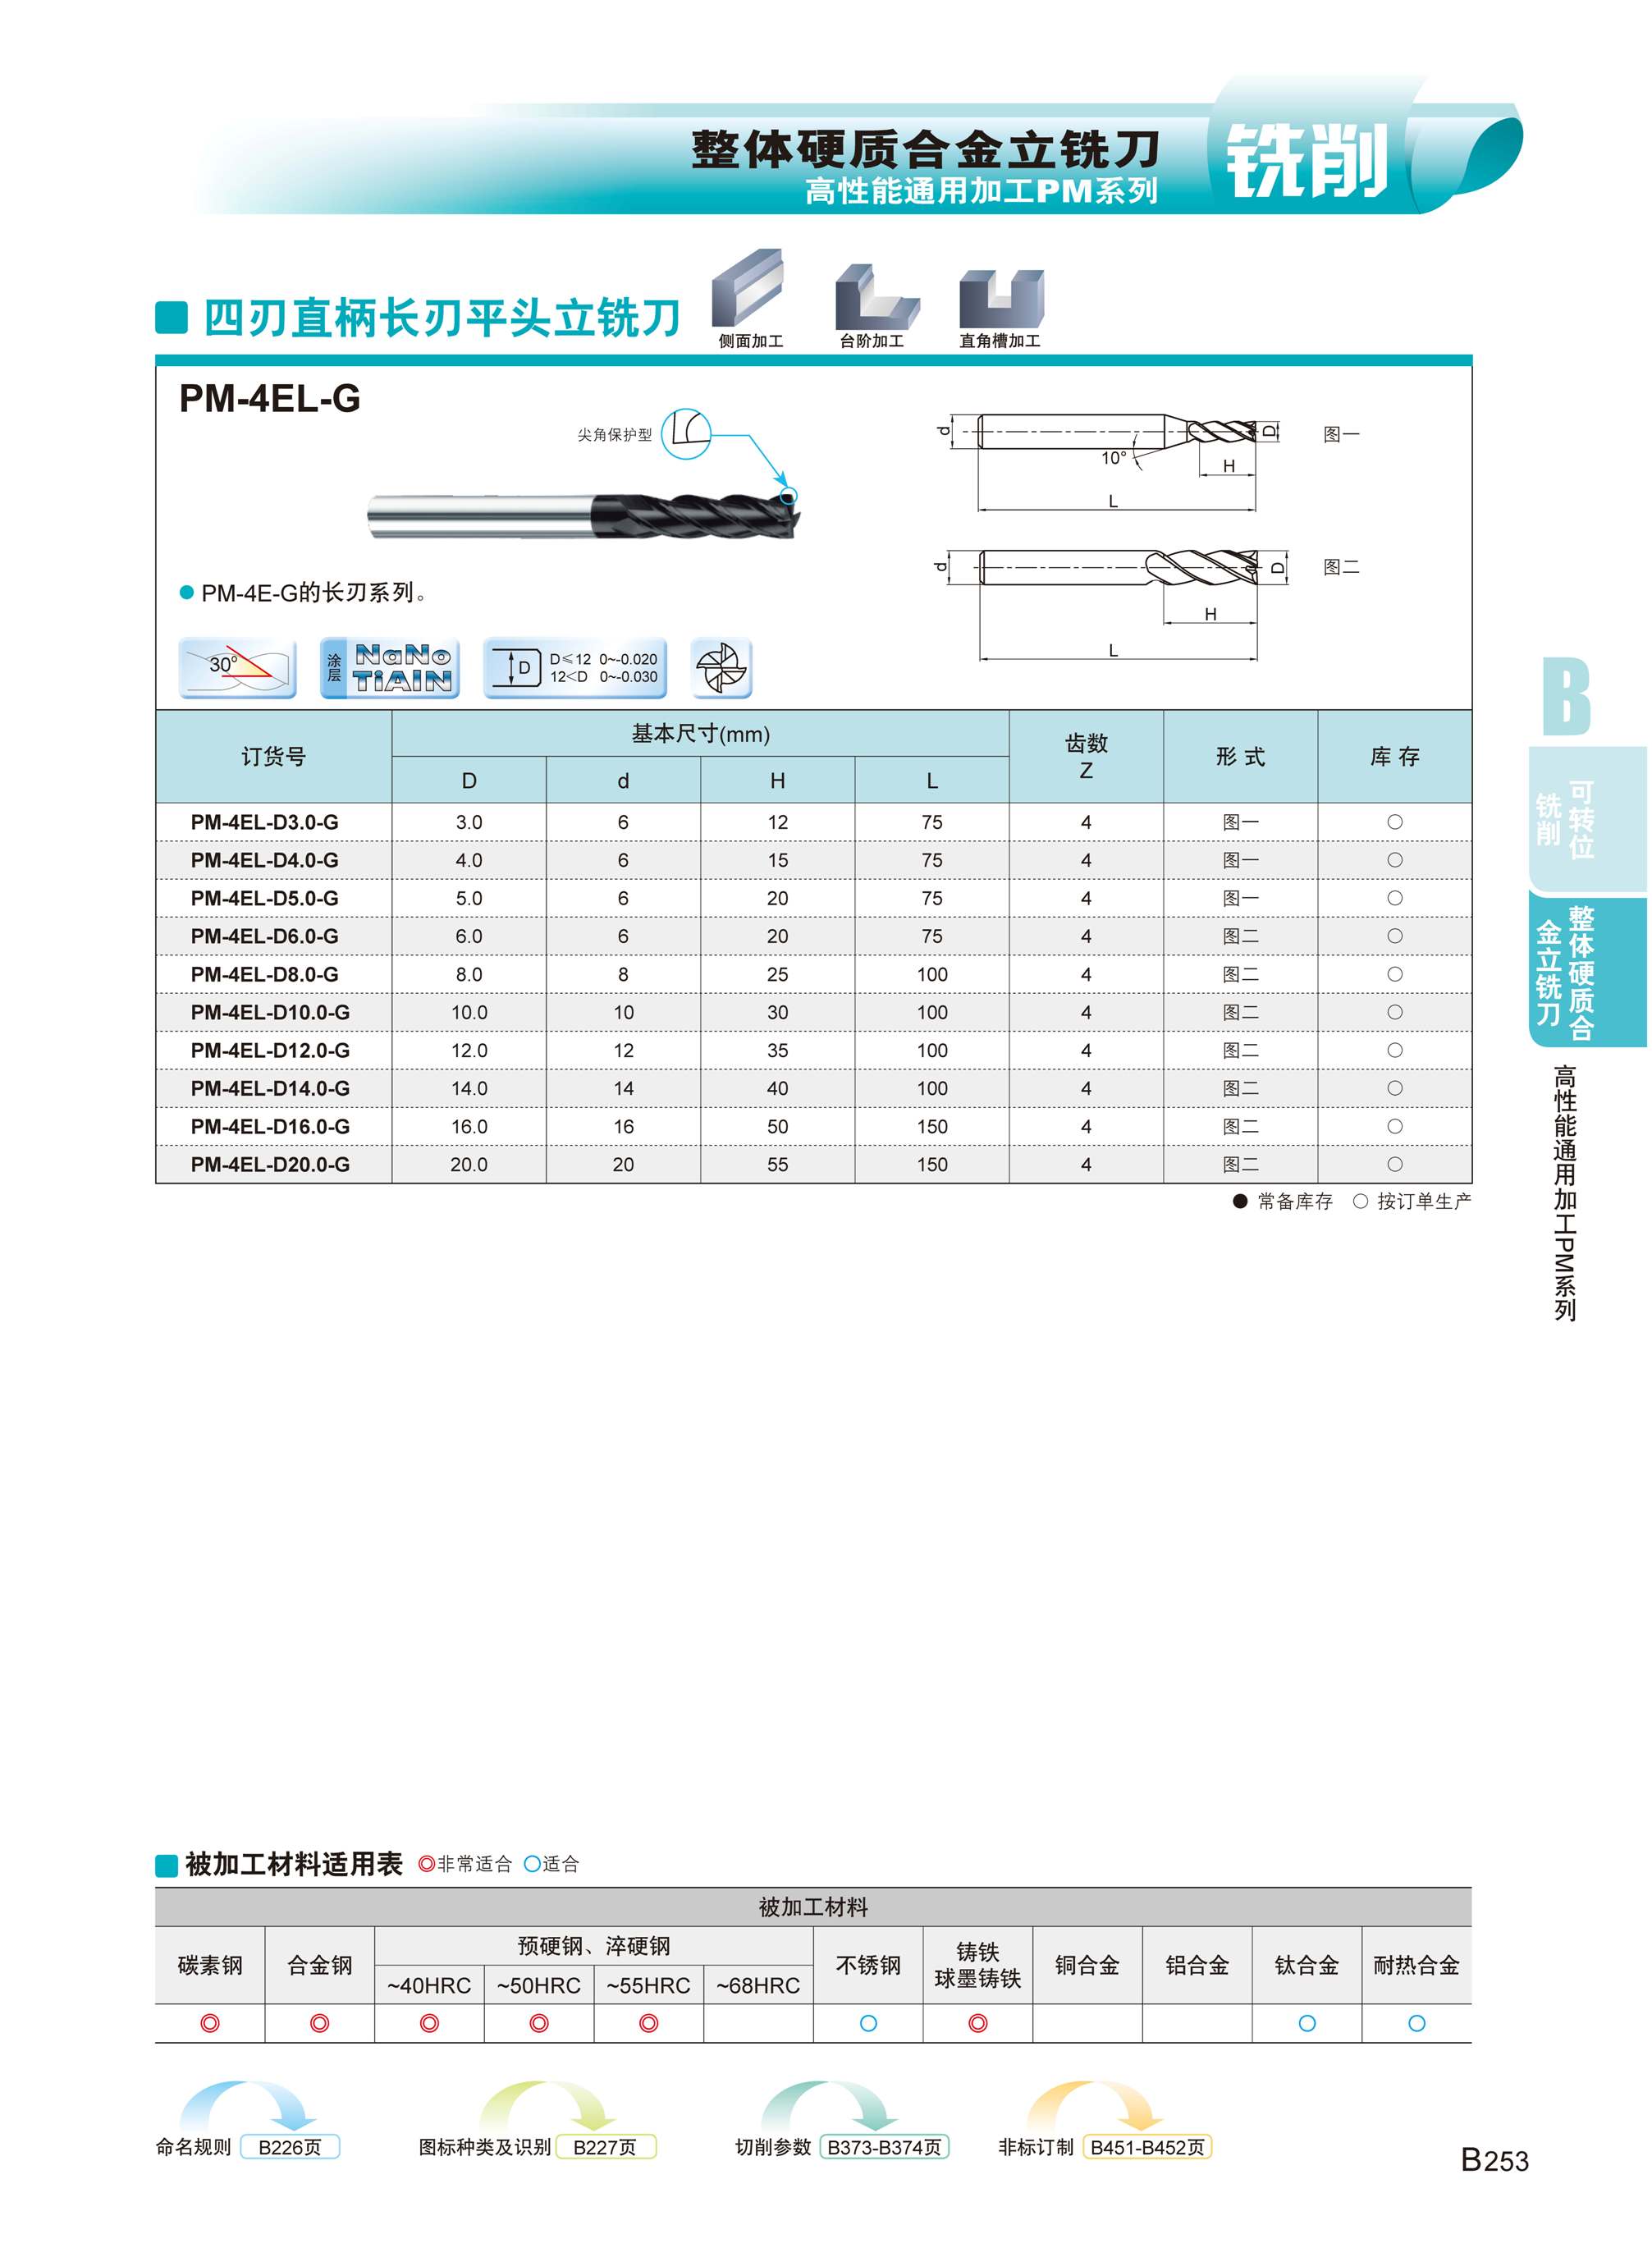 整体硬质合金立铣刀
高性能通用加工PM系列
铣削
四刃直柄长刃平头立铣刀
侧面加工 台阶加工 直角槽加工
PM-4EL-G
尖角保护型
d 10° H D L 图一
d H D L 图二
PM-4E-G的长刃系列。
30°
涂层 NaNo TiAlN
D
D≤12 0~-0.020
12<D 0~-0.030
订货号 基本尺寸(mm) 齿数 Z 形 式 库 存
D d H L
PM-4EL-D3.0-G 3.0 6 12 75 4 图一 ○
PM-4EL-D4.0-G 4.0 6 15 75 4 图一 ○
PM-4EL-D5.0-G 5.0 6 20 75 4 图一 ○
PM-4EL-D6.0-G 6.0 6 20 75 4 图二 ○
PM-4EL-D8.0-G 8.0 8 25 100 4 图二 ○
PM-4EL-D10.0-G 10.0 10 30 100 4 图二 ○
PM-4EL-D12.0-G 12.0 12 35 100 4 图二 ○
PM-4EL-D14.0-G 14.0 14 40 100 4 图二 ○
PM-4EL-D16.0-G 16.0 16 50 150 4 图二 ○
PM-4EL-D20.0-G 20.0 20 55 150 4 图二 ○
● 常备库存 ○ 按订单生产
B
可转位
铣削
整体硬质合
金立铣刀
高性能通用加工PM系列
被加工材料适用表 ◎非常适合 ○适合
被加工材料
碳素钢 合金钢 预硬钢、淬硬钢 不锈钢 铸铁 球墨铸铁 铜合金 铝合金 钛合金 耐热合金
~40HRC ~50HRC ~55HRC ~68HRC
◎ ◎ ◎ ◎ ◎ ○ ◎ ○ ○
命名规则 B226页 图标种类及识别 B227页 切削参数 B373-B374页 非标订制 B451-B452页
B253